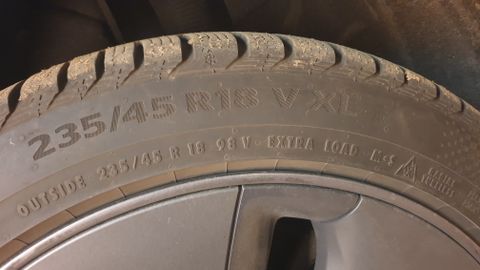 235/45 R18 V XL
OUTSIDE 235/45 R 18 98 V · EXTRA LOAD M+S